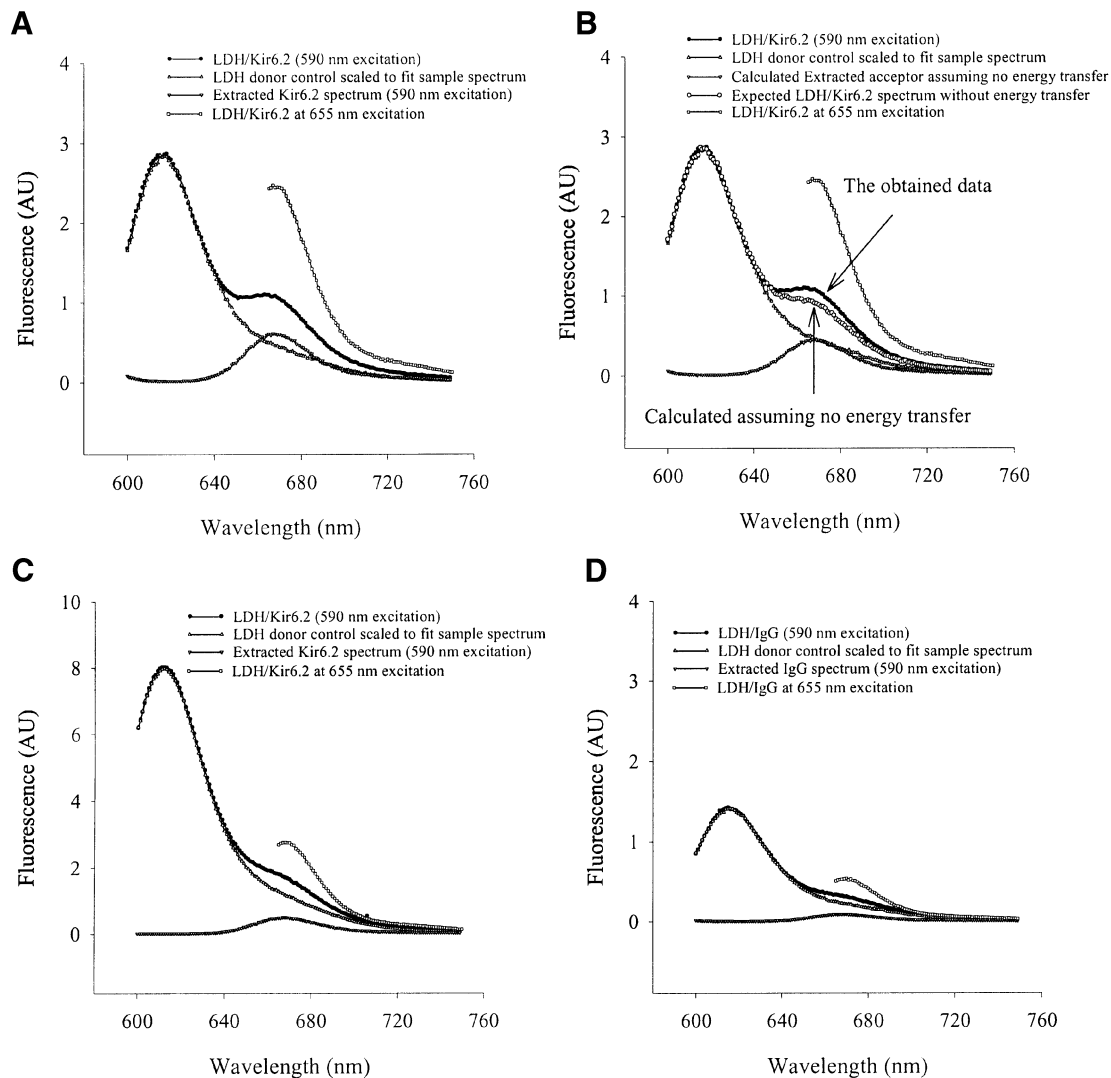 A
LDH/Kir6.2 (590 nm excitation)
LDH donor control scaled to fit sample spectrum
Extracted Kir6.2 spectrum (590 nm excitation)
LDH/Kir6.2 at 655 nm excitation
4
3
2
1
0
Fluorescence (AU)
600
640
680
720
760
Wavelength (nm)
B
LDH/Kir6.2 (590 nm excitation)
LDH donor control scaled to fit sample spectrum
Calculated Extracted acceptor assuming no energy transfer
Expected LDH/Kir6.2 spectrum without energy transfer
LDH/Kir6.2 at 655 nm excitation
4
3
2
1
0
Fluorescence (AU)
The obtained data
Calculated assuming no energy transfer
600
640
680
720
760
Wavelength (nm)
C
LDH/Kir6.2 (590 nm excitation)
LDH donor control scaled to fit sample spectrum
Extracted Kir6.2 spectrum (590 nm excitation)
LDH/Kir6.2 at 655 nm excitation
10
8
6
4
2
0
Fluorescence (AU)
600
640
680
720
760
Wavelength (nm)
D
LDH/IgG (590 nm excitation)
LDH donor control scaled to fit sample spectrum
Extracted IgG spectrum (590 nm excitation)
LDH/IgG at 655 nm excitation
4
3
2
1
0
Fluorescence (AU)
600
640
680
720
760
Wavelength (nm)